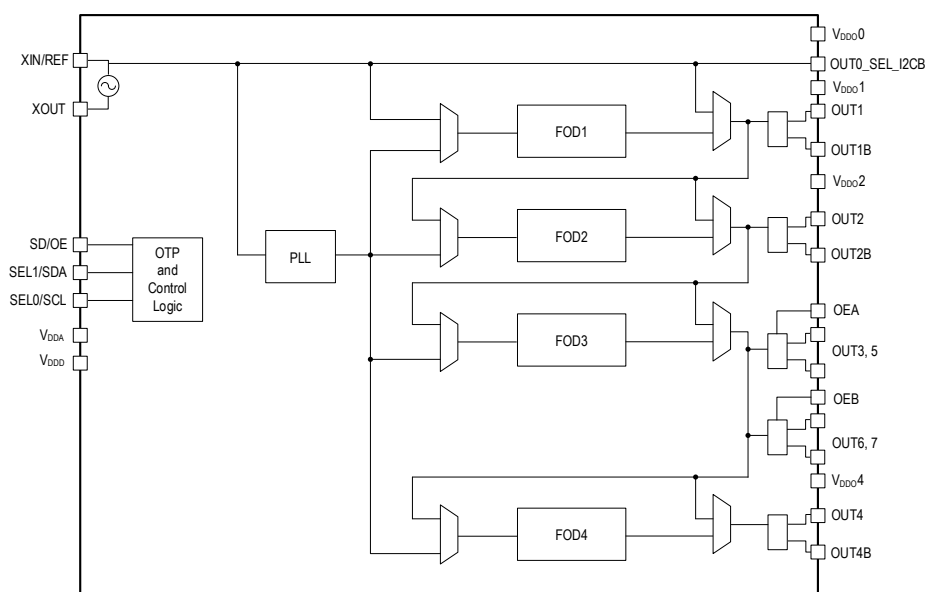 XIN/REF
XOUT
SD/OE
SEL1/SDA
SEL0/SCL
VDDA
VDDD
OTP
and
Control
Logic
PLL
FOD1
FOD2
FOD3
FOD4
VDDO0
OUT0_SEL_I2CB
VDDO1
OUT1
OUT1B
VDDO2
OUT2
OUT2B
OEA
OUT3, 5
OEB
OUT6, 7
VDDO4
OUT4
OUT4B